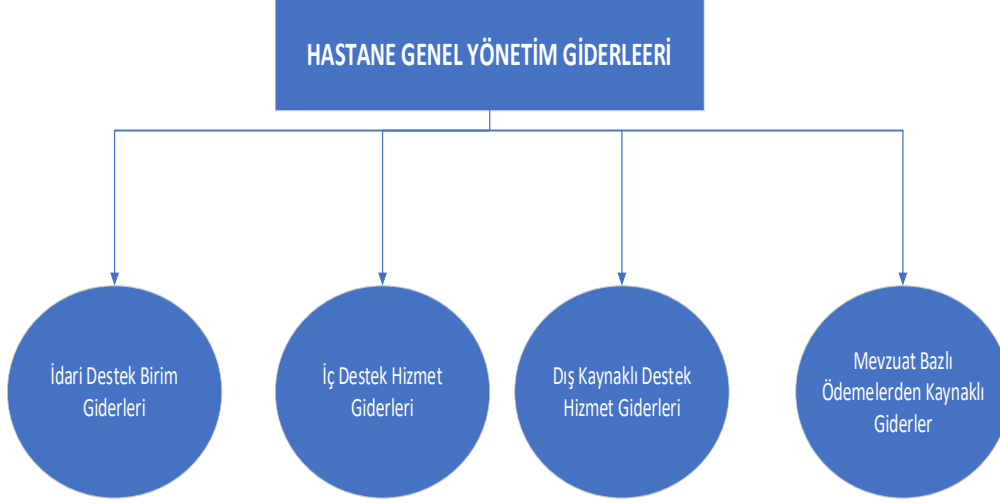 HASTANE GENEL YÖNETİM GİDERLEERİ
İdari Destek Birim
Giderleri
İç Destek Hizmet
Giderleri
Dış Kaynaklı Destek
Hizmet Giderleri
Mevzuat Bazlı
Ödemelerden Kaynaklı
Giderler